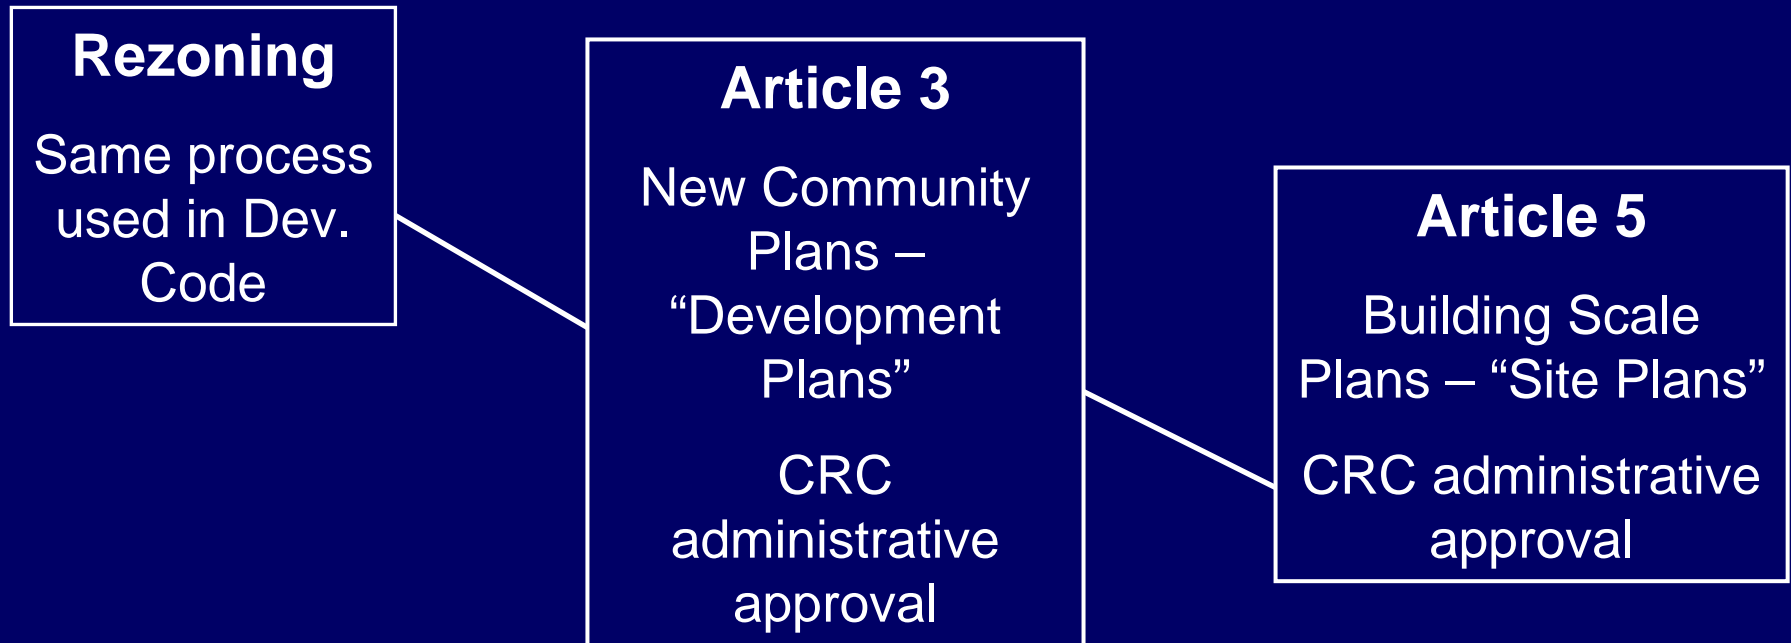 Rezoning
Same process
used in Dev.
Code
Article 3
New Community
Plans –
“Development
Plans”
CRC
administrative
approval
Article 5
Building Scale
Plans – “Site Plans”
CRC administrative
approval